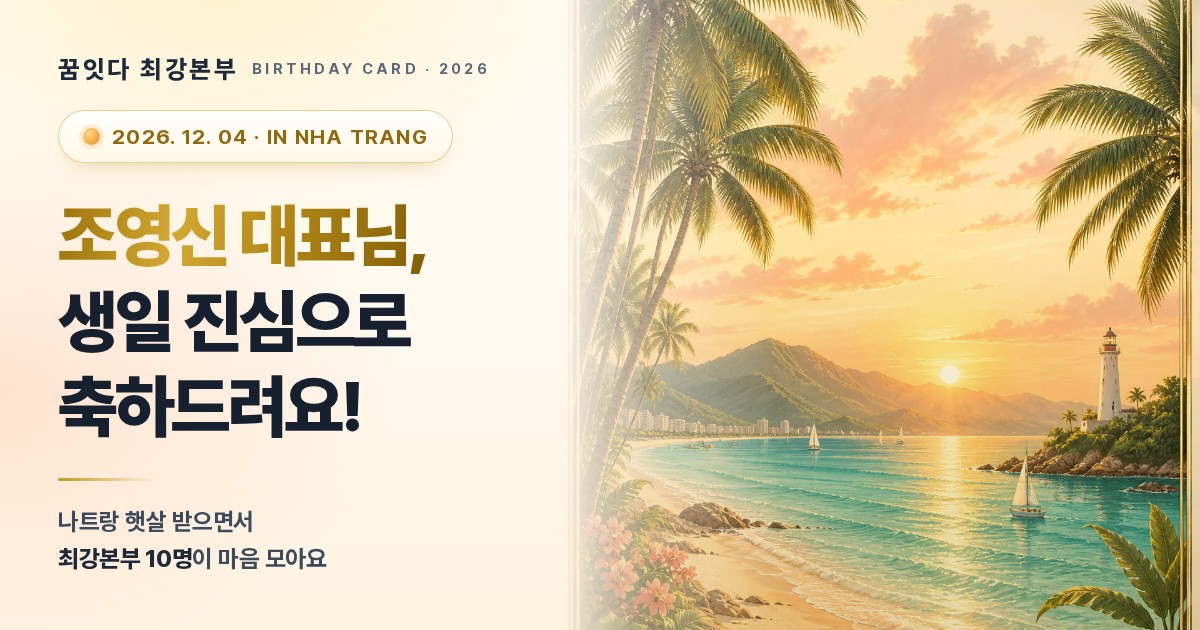 꿈잇다 최강본부 BIRTHDAY CARD · 2026
2026. 12. 04 · IN NHA TRANG
조영신 대표님,
생일 진심으로
축하드려요!
나트랑 햇살 받으면서
최강본부 10명이 마음 모아요